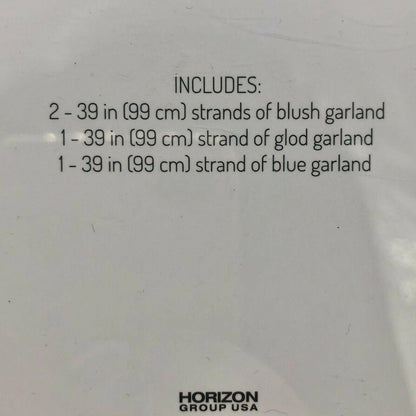 INCLUDES:
2 - 39 in (99 cm) strands of blush garland
1 - 39 in (99 cm) strand of glod garland
1 - 39 in (99 cm) strand of blue garland
HORIZON
GROUP USA